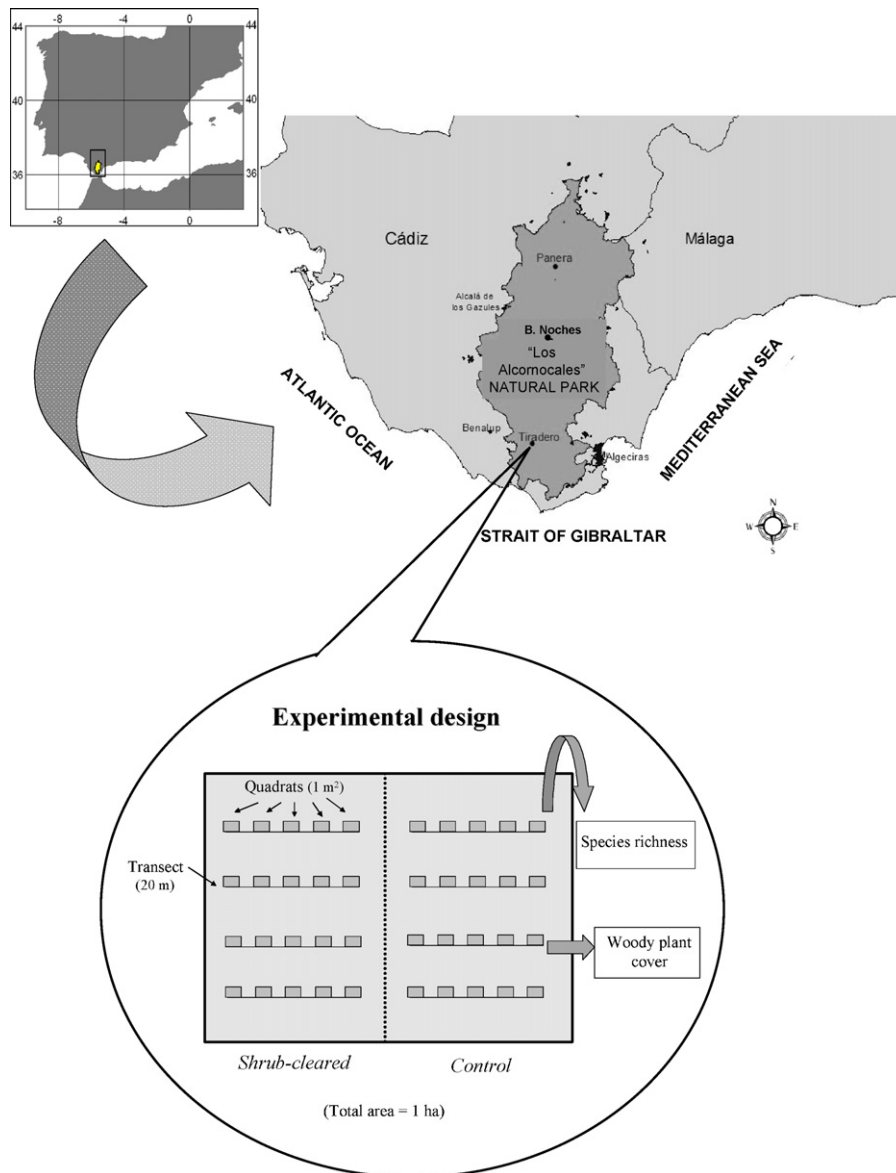 -8 -4 0
44 44
40 40
36 36
-8 -4 0
Cádiz
Málaga
Panera
Alcalá de
los Gazules
B. Noches
"Los
Alcornocales"
NATURAL PARK
ATLANTIC OCEAN
MEDITERRANEAN SEA
Benalup
Tiradero
Algeciras
STRAIT OF GIBRALTAR
N
W E
S
Experimental design
Quadrats (1 m²)
Transect
(20 m)
Species richness
Woody plant
cover
Shrub-cleared
Control
(Total area = 1 ha)